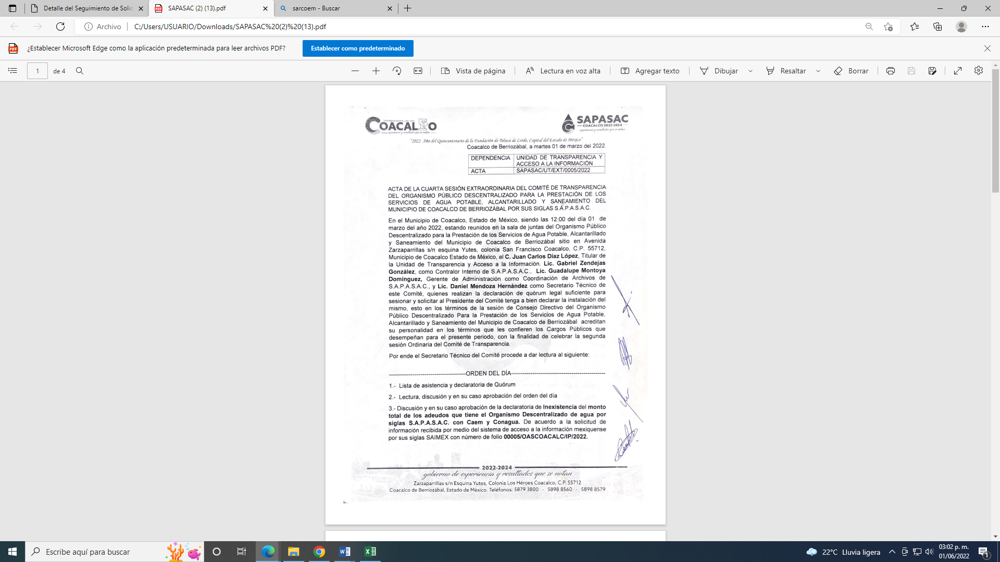 Detalle del Seguimiento de Solic
SAPASAC (2) (13).pdf
sarcoem - Buscar
Archivo
C:/Users/USUARIO/Downloads/SAPASAC%20(2)%20(13).pdf
¿Establecer Microsoft Edge como la aplicación predeterminada para leer archivos PDF?
Establecer como predeterminado
1
de 4
Vista de página
Lectura en voz alta
Agregar texto
Dibujar
Resaltar
Borrar
COACALCO
SAPASAC
COACALCO 2022-2024
experiencia y resultados que se notan
"2022. Año del Quincentenario de la Fundación de Toluca de Lerdo, Capital del Estado de México"
Coacalco de Berriozábal, a martes 01 de marzo del 2022.
DEPENDENCIA UNIDAD DE TRANSPARENCIA Y
ACCESO A LA INFORMACIÓN
ACTA SAPASAC/UT/EXT/0005/2022
ACTA DE LA CUARTA SESIÓN EXTRAORDINARIA DEL COMITÉ DE TRANSPARENCIA
DEL ORGANISMO PÚBLICO DESCENTRALIZADO PARA LA PRESTACIÓN DE LOS
SERVICIOS DE AGUA POTABLE, ALCANTARILLADO Y SANEAMIENTO DEL
MUNICIPIO DE COACALCO DE BERRIOZÁBAL POR SUS SIGLAS S.A.P.A.S.A.C.
En el Municipio de Coacalco, Estado de México, siendo las 12:00 del día 01 de
marzo del año 2022, estando reunidos en la sala de juntas del Organismo Público
Descentralizado para la Prestación de los Servicios de Agua Potable, Alcantarillado
y Saneamiento del Municipio de Coacalco de Berriozábal sitio en Avenida
Zarzaparrillas s/n esquina Yutes, colonia San Francisco Coacalco, C.P. 55712,
Municipio de Coacalco Estado de México, el C. Juan Carlos Díaz López, Titular de
la Unidad de Transparencia y Acceso a la Información. Lic. Gabriel Zendejas
González, como Contralor Interno de S.A.P.A.S.A.C., Lic. Guadalupe Montoya
Domínguez, Gerente de Administración como Coordinación de Archivos de
S.A.P.A.S.A.C., y Lic. Daniel Mendoza Hernández como Secretario Técnico de
este Comité, quienes realizan la declaración de quórum legal suficiente para
sesionar y solicitar al Presidente del Comité tenga a bien declarar la instalación del
mismo, esto en los términos de la sesión de Consejo Directivo del Organismo
Público Descentralizado Para la Prestación de los Servicios de Agua Potable,
Alcantarillado y Saneamiento del Municipio de Coacalco de Berriozábal acreditan
su personalidad en los términos que les confieren los Cargos Públicos que
desempeñan para el presente periodo, con la finalidad de celebrar la segunda
sesión Ordinaria del Comité de Transparencia.
Por ende el Secretario Técnico del Comité procede a dar lectura al siguiente:
---------------------------------------ORDEN DEL DÍA------------------------------------------------
1.- Lista de asistencia y declaratoria de Quórum
2.- Lectura, discusión y en su caso aprobación del orden del día
3.- Discusión y en su caso aprobación de la declaratoria de Inexistencia del monto
total de los adeudos que tiene el Organismo Descentralizado de agua por
siglas S.A.P.A.S.A.C. con Caem y Conagua. De acuerdo a la solicitud de
información recibida por medio del sistema de acceso a la información mexiquense
por sus siglas SAIMEX con número de folio 00005/OASCOACALC/IP/2022.
2022-2024
gobierno de experiencia y resultados que se notan
Zarzaparrillas s/n Esquina Yutes, Colonia Los Héroes Coacalco, C.P. 55712
Coacalco de Berriozábal, Estado de México. Teléfonos: 5879 3800 - 5898 8560 - 5898 8579
Escribe aquí para buscar
22°C Lluvia ligera
03:02 p. m.
01/06/2022
1